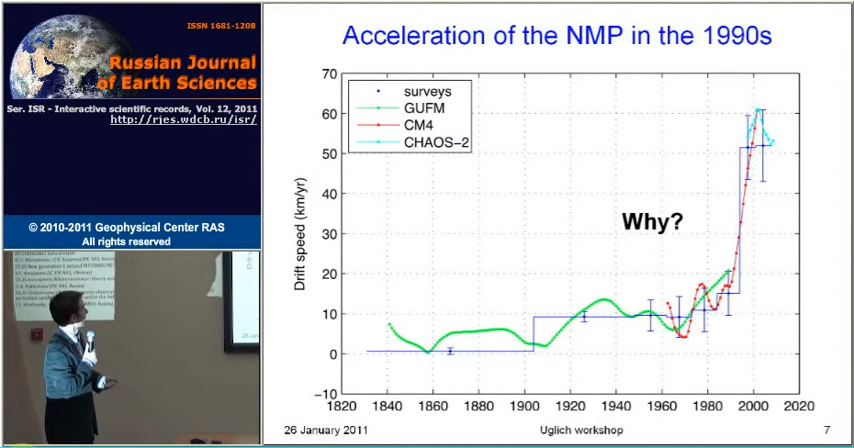 ISSN 1681-1208
Russian Journal
of Earth Sciences
Ser. ISR - Interactive scientific records, Vol. 12, 2011
http://rjes.wdcb.ru/isr/
© 2010-2011 Geophysical Center RAS
All rights reserved
Acceleration of the NMP in the 1990s
surveys
GUFM
CM4
CHAOS-2
Why?
Drift speed (km/yr)
70
60
50
40
30
20
10
0
-10
1820 1840 1860 1880 1900 1920 1940 1960 1980 2000 2020
26 January 2011 Uglich workshop 7